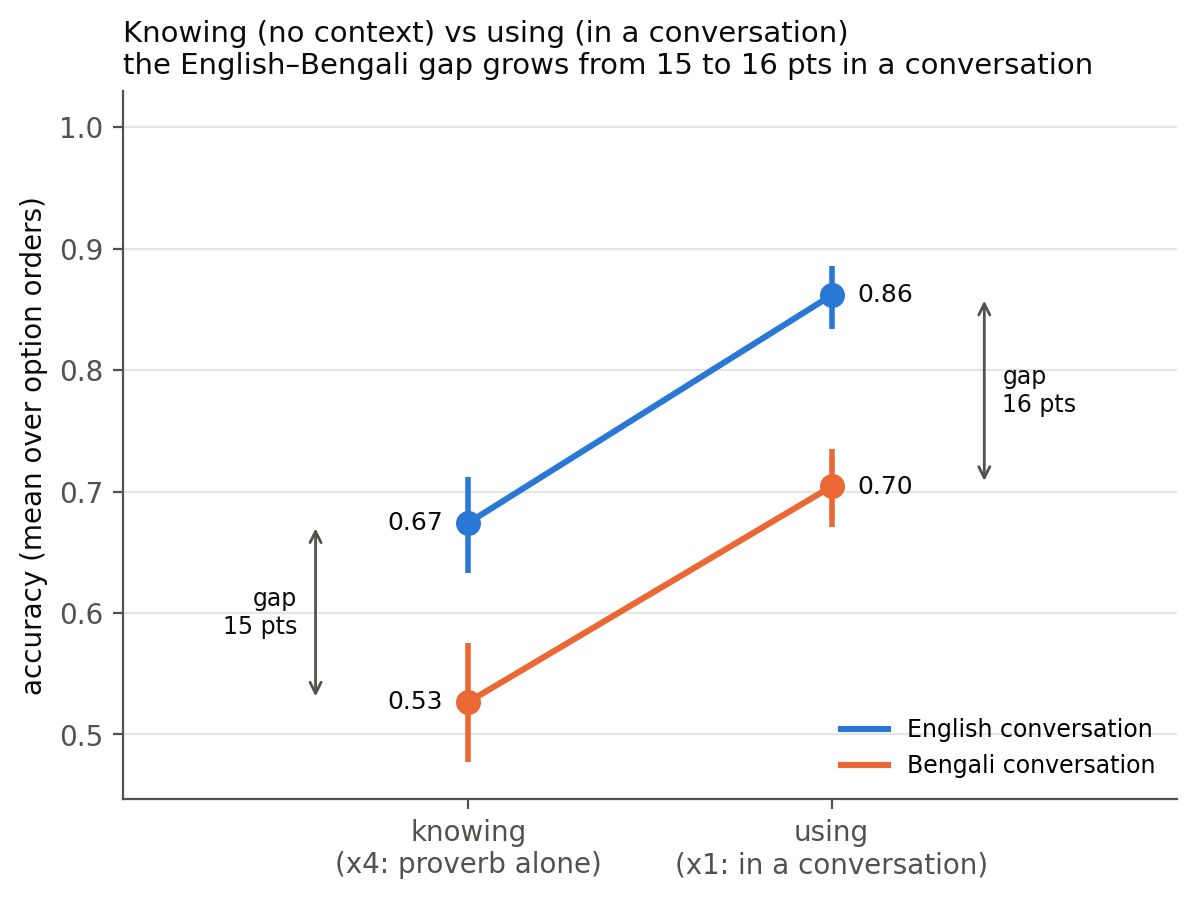 Knowing (no context) vs using (in a conversation)
the English–Bengali gap grows from 15 to 16 pts in a conversation
accuracy (mean over option orders)
1.0
0.9
0.8
0.7
0.6
0.5
0.86
gap
16 pts
0.70
0.67
gap
15 pts
0.53
English conversation
Bengali conversation
knowing
(x4: proverb alone)
using
(x1: in a conversation)